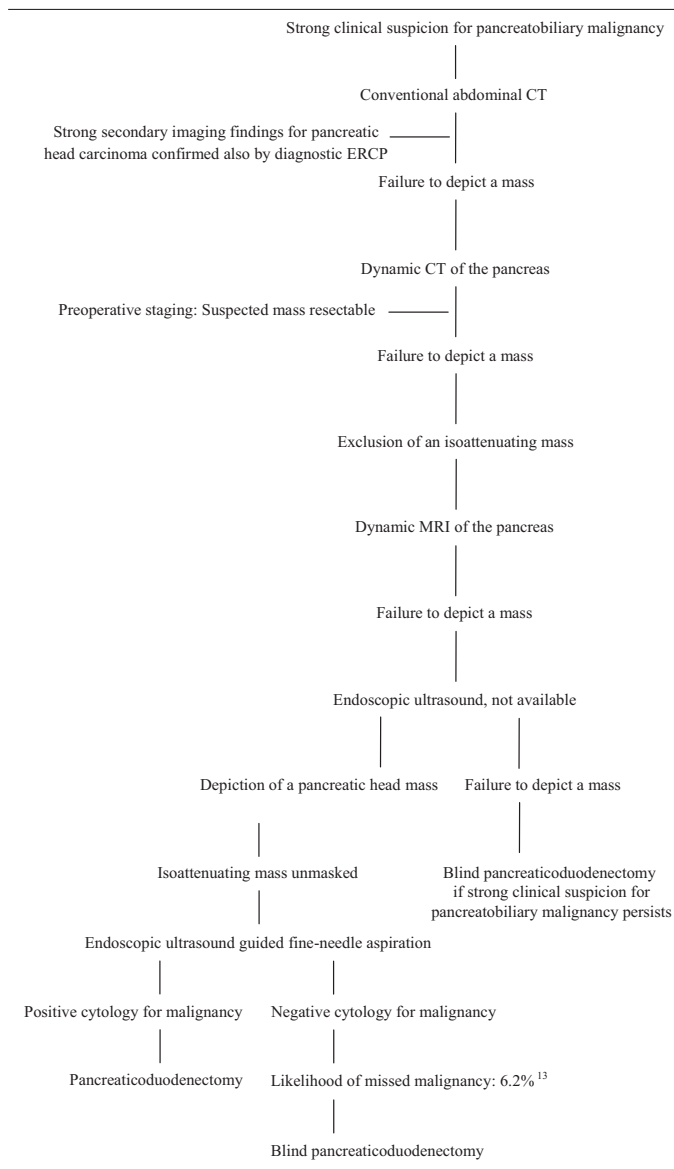 Strong clinical suspicion for pancreatobiliary malignancy
Conventional abdominal CT
Strong secondary imaging findings for pancreatic
head carcinoma confirmed also by diagnostic ERCP
Failure to depict a mass
Dynamic CT of the pancreas
Preoperative staging: Suspected mass resectable
Failure to depict a mass
Exclusion of an isoattenuating mass
Dynamic MRI of the pancreas
Failure to depict a mass
Endoscopic ultrasound, not available
Depiction of a pancreatic head mass
Failure to depict a mass
Isoattenuating mass unmasked
Blind pancreaticoduodenectomy
if strong clinical suspicion for
pancreatobiliary malignancy persists
Endoscopic ultrasound guided fine-needle aspiration
Positive cytology for malignancy
Negative cytology for malignancy
Pancreaticoduodenectomy
Likelihood of missed malignancy: 6.2% 13
Blind pancreaticoduodenectomy